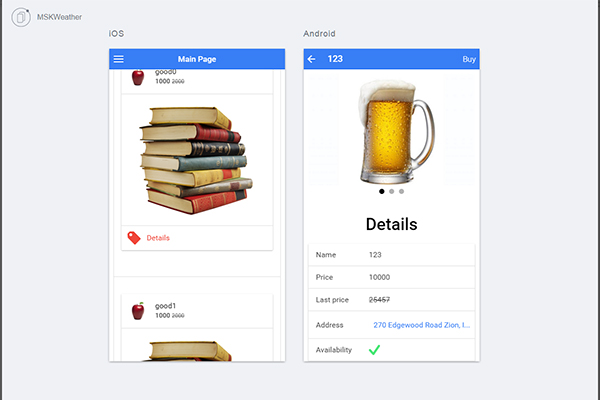 MSKWeather
iOS
Android
Main Page
good0
1000 2000
Details
good1
1000 2000
123
Buy
Details
Name 123
Price 10000
Last price 25457
Address 270 Edgewood Road Zion, I...
Availability